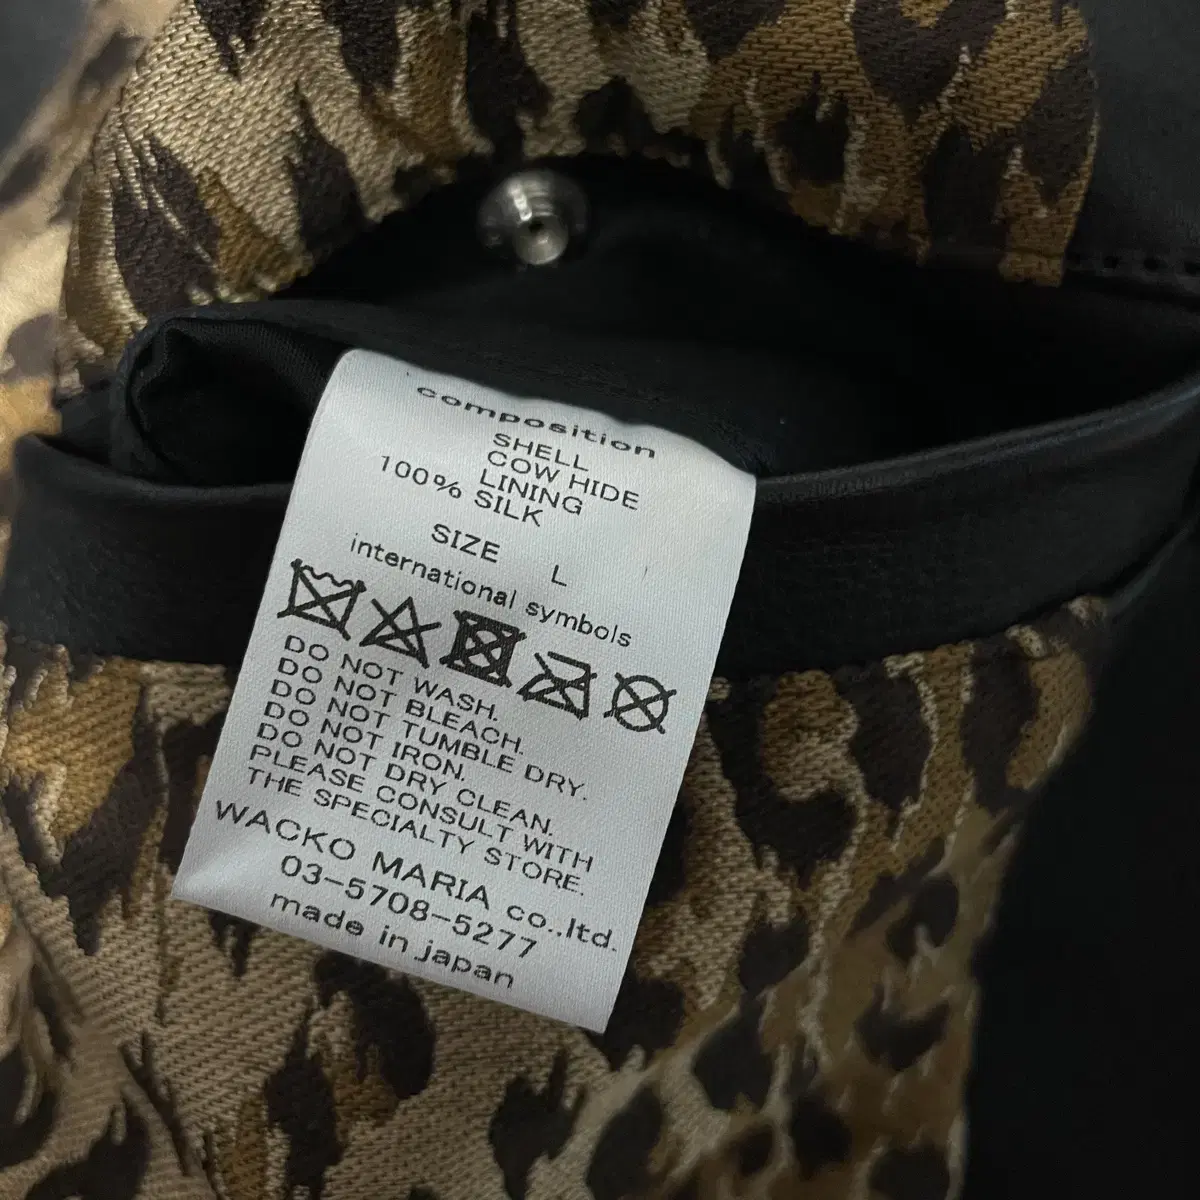 composition
SHELL
COW HIDE
LINING
100% SILK
SIZE L
international symbols
DO NOT WASH.
DO NOT BLEACH.
DO NOT TUMBLE DRY.
DO NOT IRON.
DO NOT DRY CLEAN.
PLEASE CONSULT WITH
THE SPECIALTY STORE.
WACKO MARIA co.,ltd.
03-5708-5277
made in japan